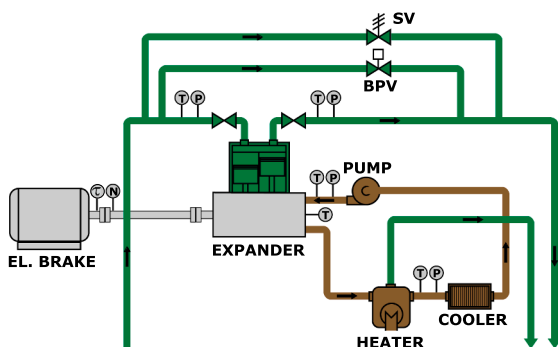 SV
BPV
T P
T P
PUMP
T P
C
τ N
T
EXPANDER
EL. BRAKE
T P
M
COOLER
HEATER